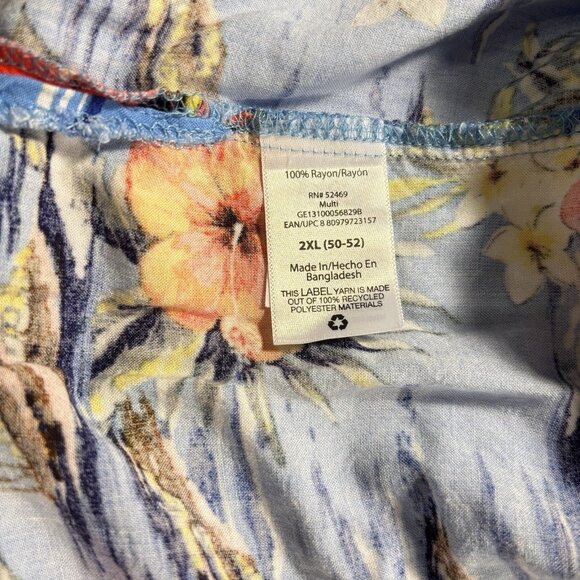 100% Rayon/Rayón
RN# 52469
Multi
GE13100056829B
EAN/UPC 8 80979723157
2XL (50-52)
Made In/Hecho En
Bangladesh
THIS LABEL YARN IS MADE
OUT OF 100% RECYCLED
POLYESTER MATERIALS